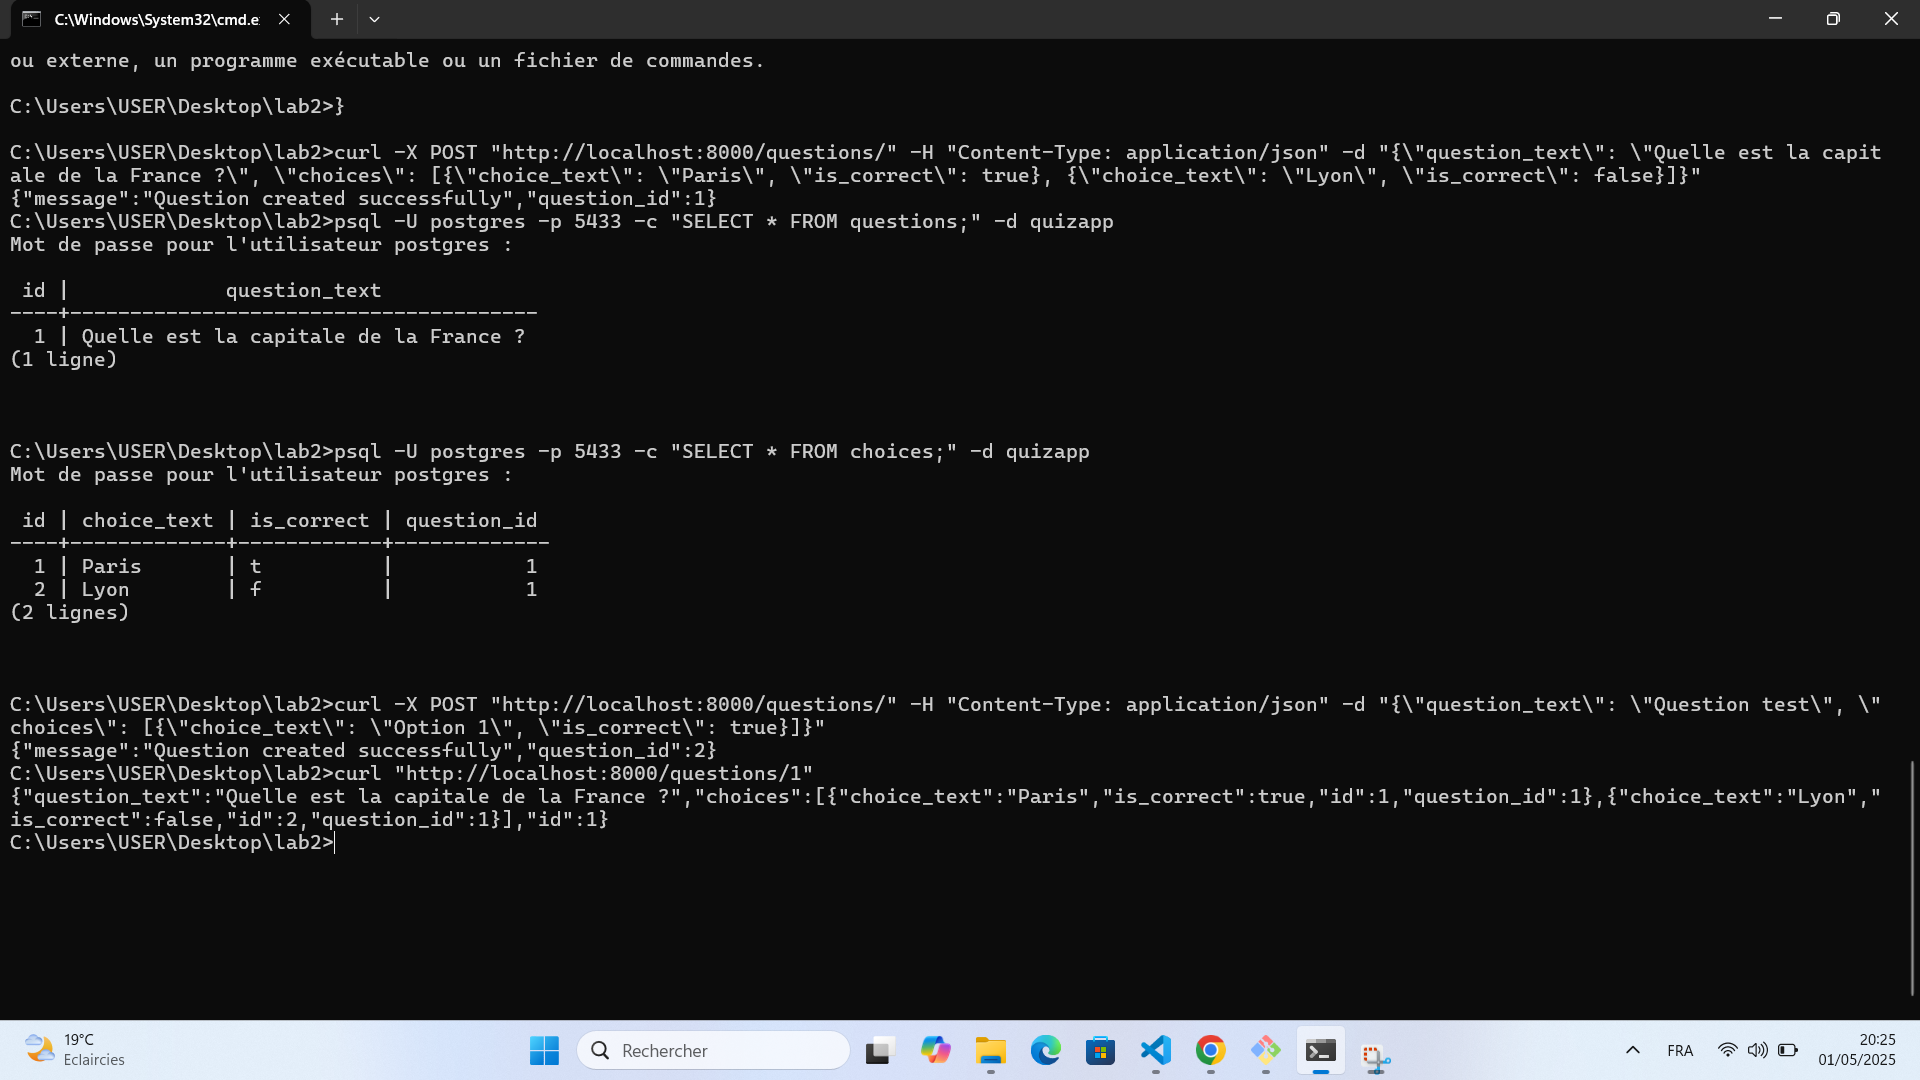 C:\Windows\System32\cmd.e
ou externe, un programme exécutable ou un fichier de commandes.
C:\Users\USER\Desktop\lab2>}
C:\Users\USER\Desktop\lab2>curl -X POST "http://localhost:8000/questions/" -H "Content-Type: application/json" -d "{\"question_text\": \"Quelle est la capit
ale de la France ?\", \"choices\": [{\"choice_text\": \"Paris\", \"is_correct\": true}, {\"choice_text\": \"Lyon\", \"is_correct\": false}]}"
{"message":"Question created successfully","question_id":1}
C:\Users\USER\Desktop\lab2>psql -U postgres -p 5433 -c "SELECT * FROM questions;" -d quizapp
Mot de passe pour l'utilisateur postgres :
 id |             question_text
----+---------------------------------------
  1 | Quelle est la capitale de la France ?
(1 ligne)
C:\Users\USER\Desktop\lab2>psql -U postgres -p 5433 -c "SELECT * FROM choices;" -d quizapp
Mot de passe pour l'utilisateur postgres :
 id | choice_text | is_correct | question_id
----+-------------+------------+-------------
  1 | Paris       | t          |           1
  2 | Lyon        | f          |           1
(2 lignes)
C:\Users\USER\Desktop\lab2>curl -X POST "http://localhost:8000/questions/" -H "Content-Type: application/json" -d "{\"question_text\": \"Question test\", \"
choices\": [{\"choice_text\": \"Option 1\", \"is_correct\": true}]}"
{"message":"Question created successfully","question_id":2}
C:\Users\USER\Desktop\lab2>curl "http://localhost:8000/questions/1"
{"question_text":"Quelle est la capitale de la France ?","choices":[{"choice_text":"Paris","is_correct":true,"id":1,"question_id":1},{"choice_text":"Lyon","
is_correct":false,"id":2,"question_id":1}],"id":1}
C:\Users\USER\Desktop\lab2>
19°C
Eclaircies
Rechercher
FRA
20:25
01/05/2025